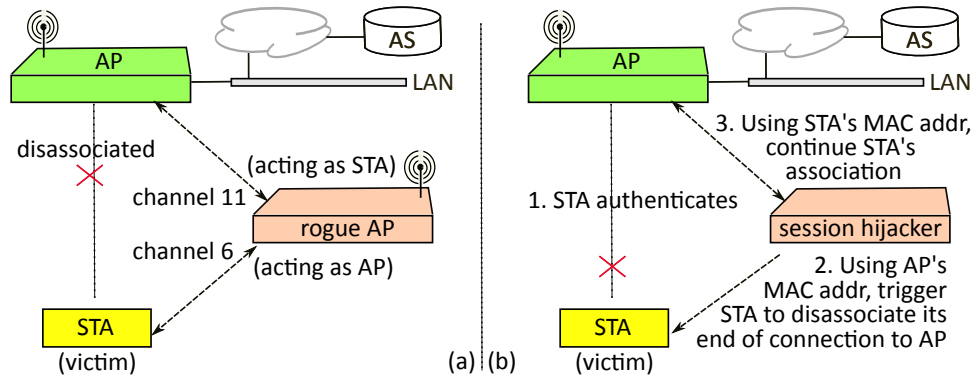 AP
AS
LAN
disassociated
(acting as STA)
channel 11
rogue AP
channel 6
(acting as AP)
STA
(victim)
(a)
AP
AS
LAN
3. Using STA's MAC addr,
continue STA's
association
1. STA authenticates
session hijacker
2. Using AP's
MAC addr, trigger
STA to disassociate its
end of connection to AP
STA
(victim)
(b)